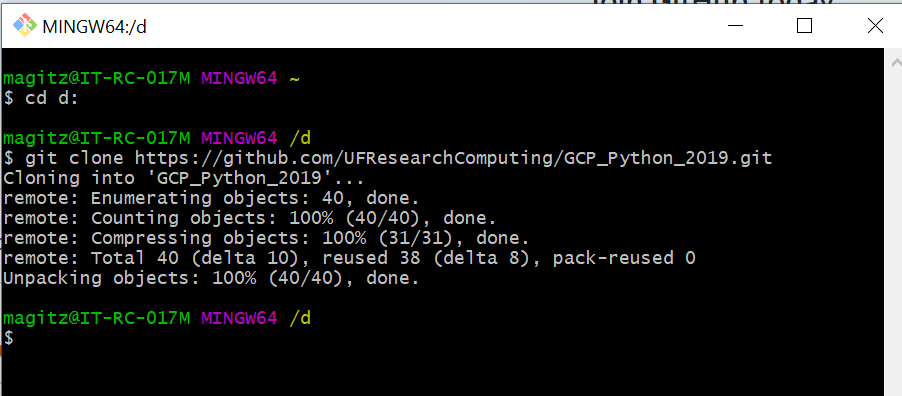 Join GitHub today
MINGW64:/d
magitz@IT-RC-017M MINGW64 ~
$ cd d:
magitz@IT-RC-017M MINGW64 /d
$ git clone https://github.com/UFResearchComputing/GCP_Python_2019.git
Cloning into 'GCP_Python_2019'...
remote: Enumerating objects: 40, done.
remote: Counting objects: 100% (40/40), done.
remote: Compressing objects: 100% (31/31), done.
remote: Total 40 (delta 10), reused 38 (delta 8), pack-reused 0
Unpacking objects: 100% (40/40), done.
magitz@IT-RC-017M MINGW64 /d
$